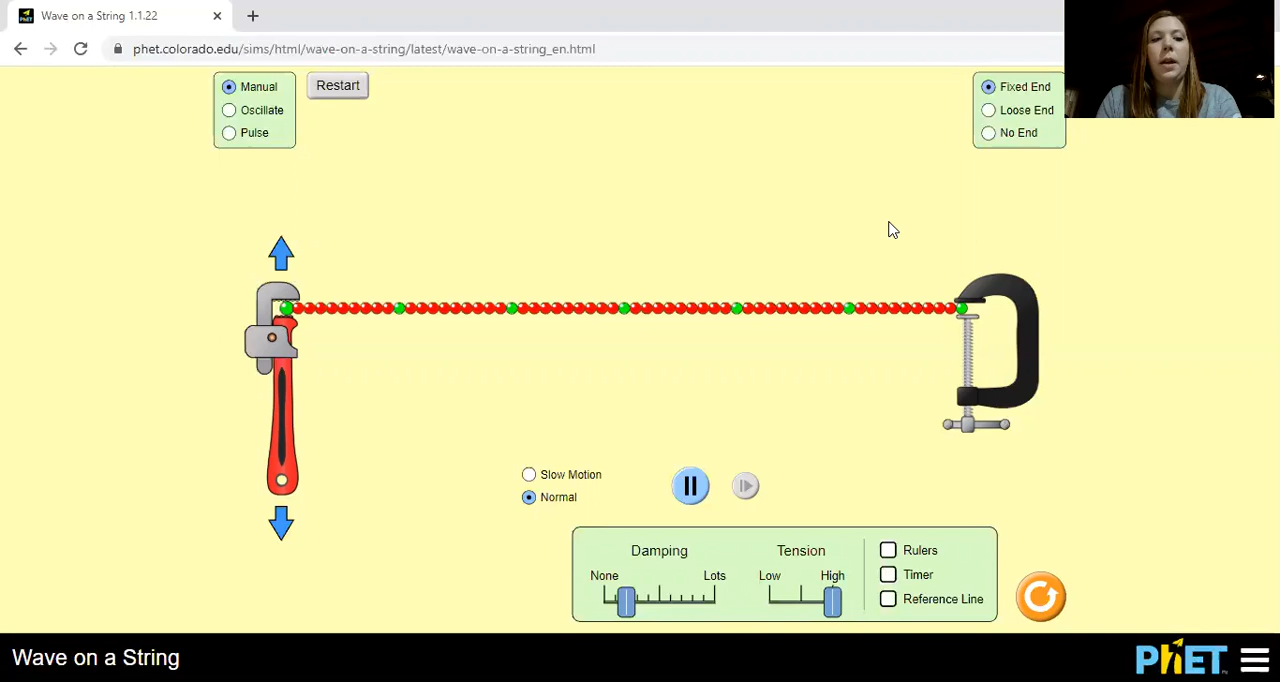 Wave on a String 1.1.22
phet.colorado.edu/sims/html/wave-on-a-string/latest/wave-on-a-string_en.html
Manual
Oscillate
Pulse
Restart
Fixed End
Loose End
No End
Slow Motion
Normal
Damping
None Lots
Tension
Low High
Rulers
Timer
Reference Line
Wave on a String
PhET